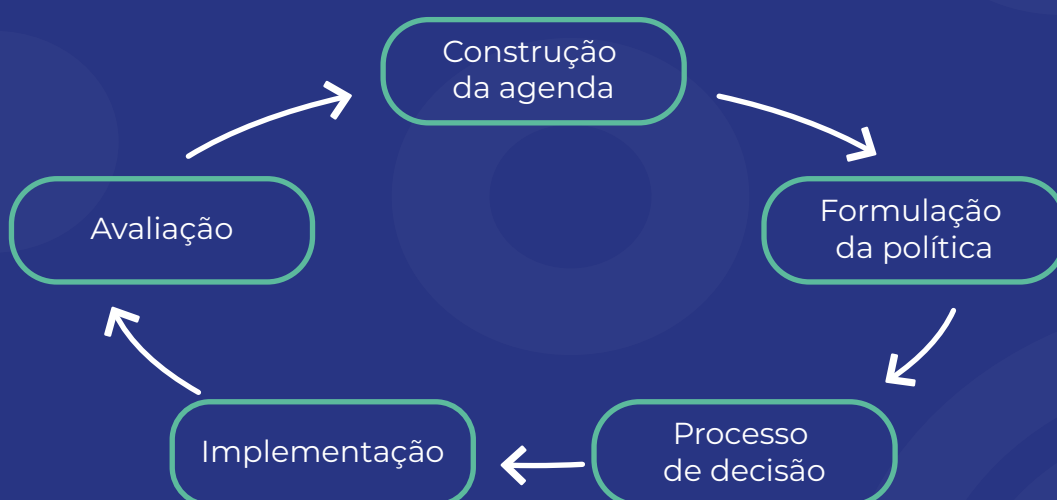 Construção
da agenda
Formulação
da política
Processo
de decisão
Implementação
Avaliação